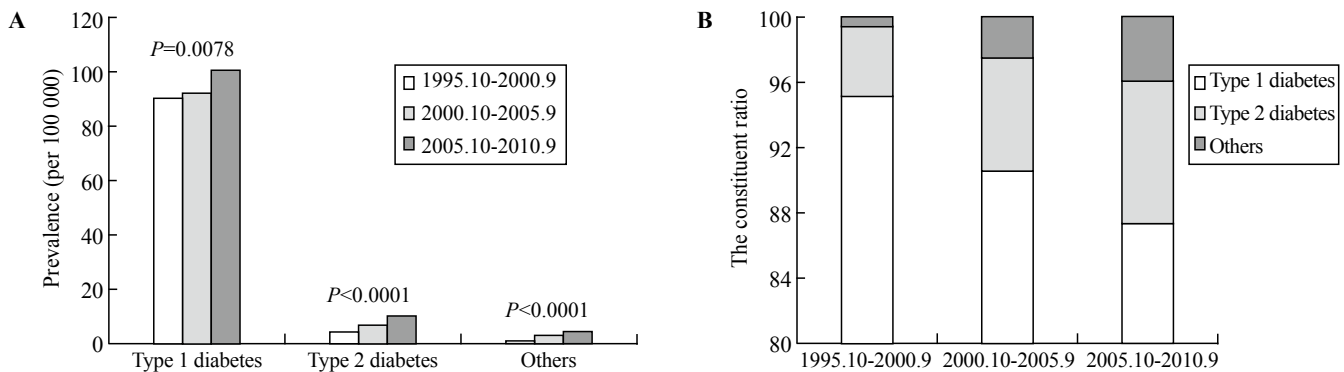 A
120
100
80
60
40
20
0
Prevalence (per 100 000)
P=0.0078
P<0.0001
P<0.0001
1995.10-2000.9
2000.10-2005.9
2005.10-2010.9
Type 1 diabetes
Type 2 diabetes
Others
B
100
96
92
88
84
80
The constituent ratio
1995.10-2000.9
2000.10-2005.9
2005.10-2010.9
Type 1 diabetes
Type 2 diabetes
Others